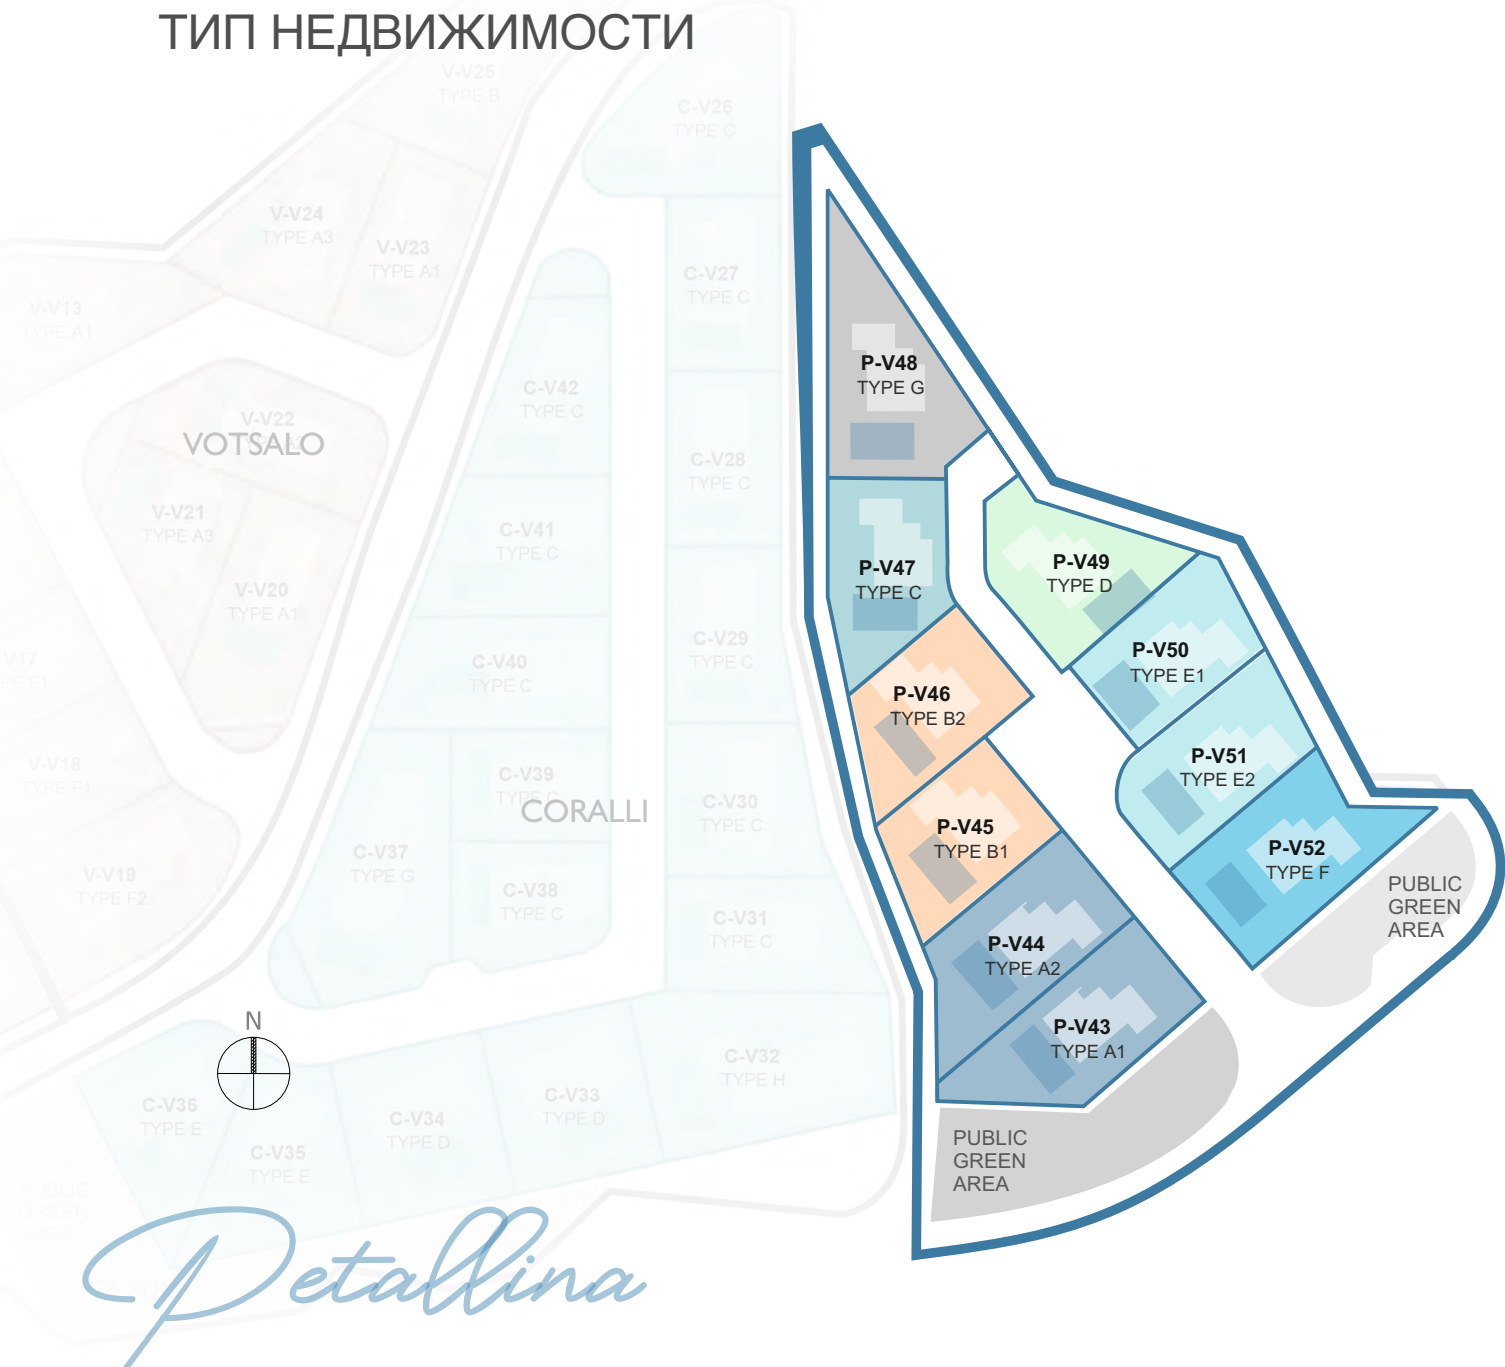 ТИП НЕДВИЖИМОСТИ
V-V25
TYPE B
C-V26
TYPE C
V-V24
TYPE A3
V-V23
TYPE A1
C-V27
TYPE C
V-V13
TYPE A1
P-V48
TYPE G
C-V42
TYPE C
V-V22
VOTSALO
C-V28
TYPE C
V-V21
TYPE A3
C-V41
TYPE C
P-V47
TYPE C
P-V49
TYPE D
V-V20
TYPE A1
C-V29
TYPE C
P-V50
TYPE E1
C-V40
TYPE C
P-V46
TYPE B2
V-V18
TYPE F1
C-V39
TYPE C
CORALLI
C-V30
TYPE C
P-V51
TYPE E2
P-V45
TYPE B1
C-V37
TYPE G
P-V52
TYPE F
V-V19
TYPE F2
C-V38
TYPE C
PUBLIC
GREEN
AREA
C-V31
TYPE C
P-V44
TYPE A2
N
P-V43
TYPE A1
C-V32
TYPE H
C-V33
TYPE D
C-V36
TYPE E
C-V34
TYPE D
C-V35
TYPE E
PUBLIC
GREEN
AREA
PUBLIC
GREEN
Petallina